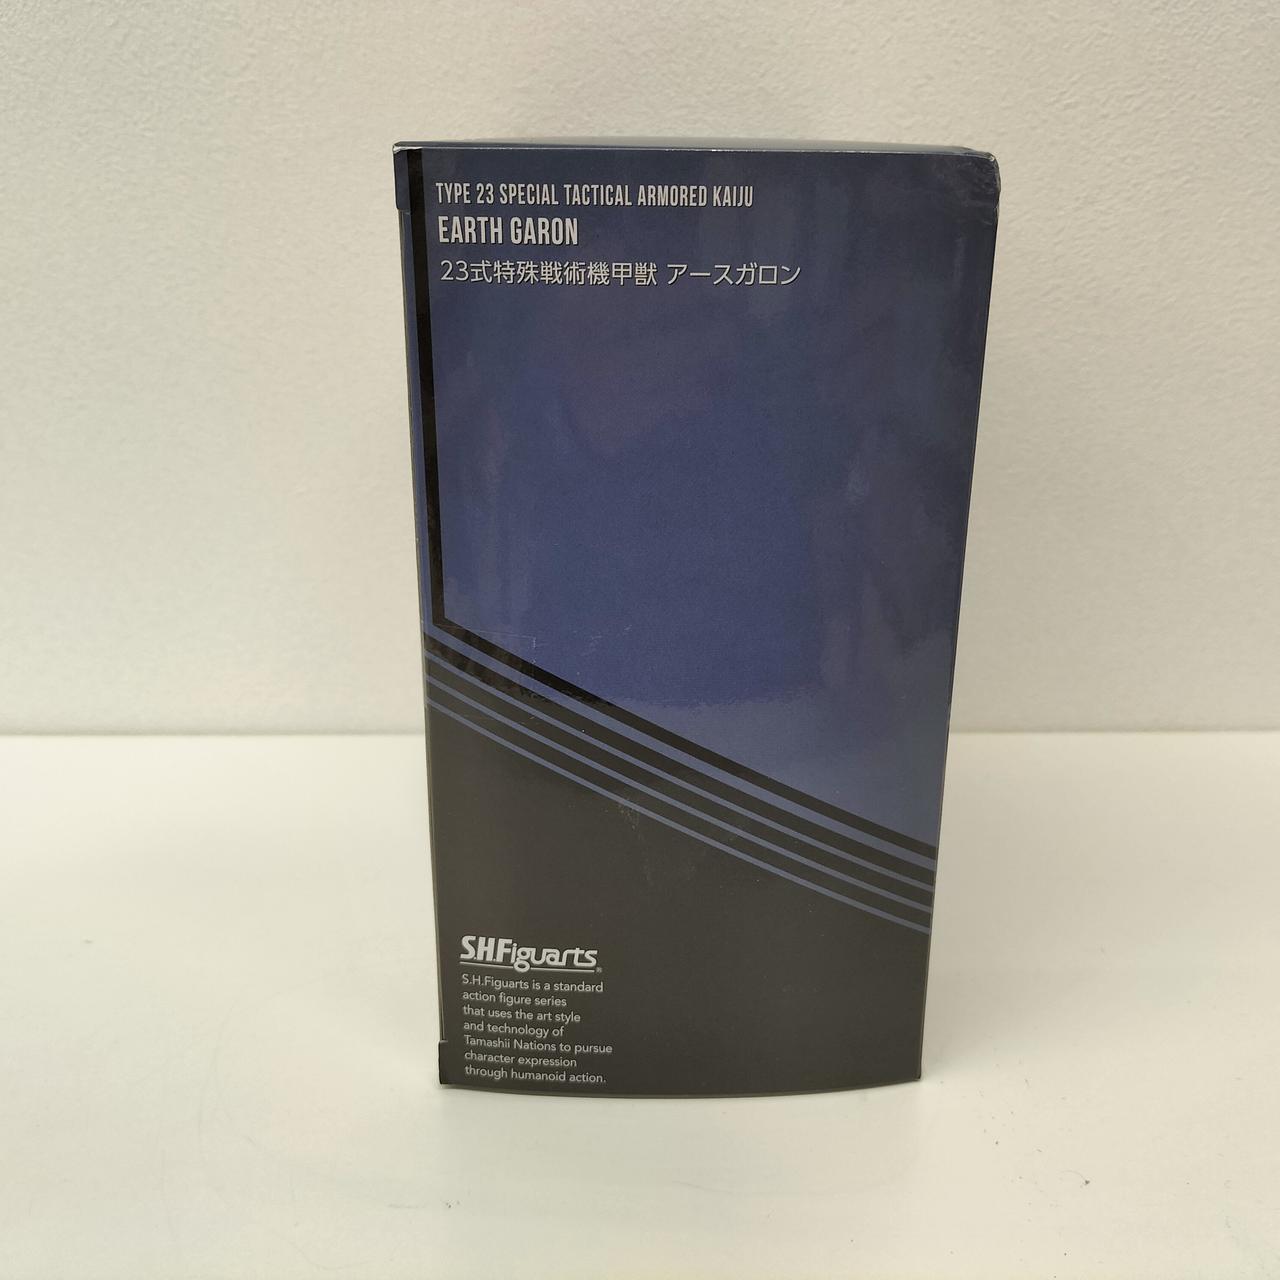 TYPE 23 SPECIAL TACTICAL ARMORED KAIJU
EARTH GARON
23式特殊戦術機甲獣 アースガロン
S.H.Figuarts®
S.H.Figuarts is a standard
action figure series
that uses the art style
and technology of
Tamashii Nations to pursue
character expression
through humanoid action.